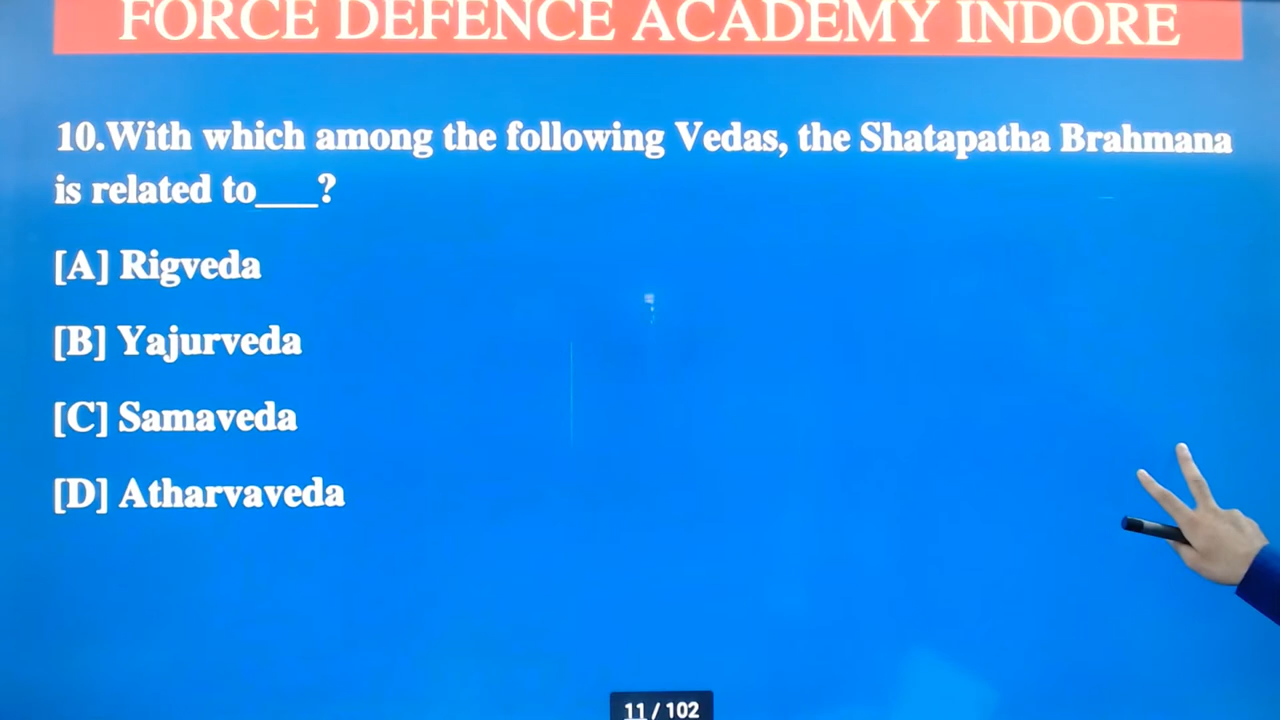 FORCE DEFENCE ACADEMY INDORE
10.With which among the following Vedas, the Shatapatha Brahmana
is related to___?
[A] Rigveda
[B] Yajurveda
[C] Samaveda
[D] Atharvaveda
11 / 102